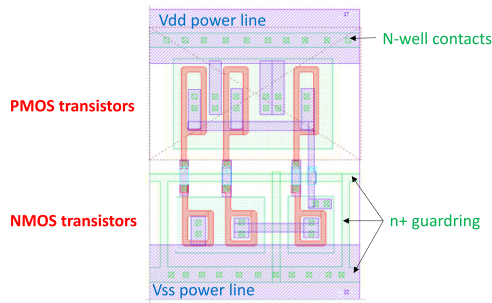 Vdd power line
N-well contacts
PMOS transistors
NMOS transistors
n+ guardring
Vss power line